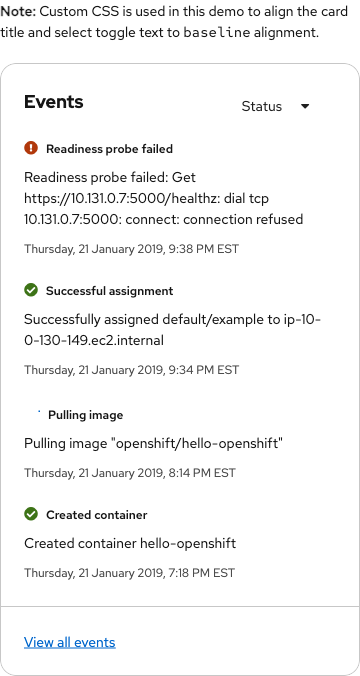 Note: Custom CSS is used in this demo to align the card
title and select toggle text to baseline alignment.
Events
Status
Readiness probe failed
Readiness probe failed: Get
https://10.131.0.7:5000/healthz: dial tcp
10.131.0.7:5000: connect: connection refused
Thursday, 21 January 2019, 9:38 PM EST
Successful assignment
Successfully assigned default/example to ip-10-
0-130-149.ec2.internal
Thursday, 21 January 2019, 9:34 PM EST
Pulling image
Pulling image "openshift/hello-openshift"
Thursday, 21 January 2019, 8:14 PM EST
Created container
Created container hello-openshift
Thursday, 21 January 2019, 7:18 PM EST
View all events